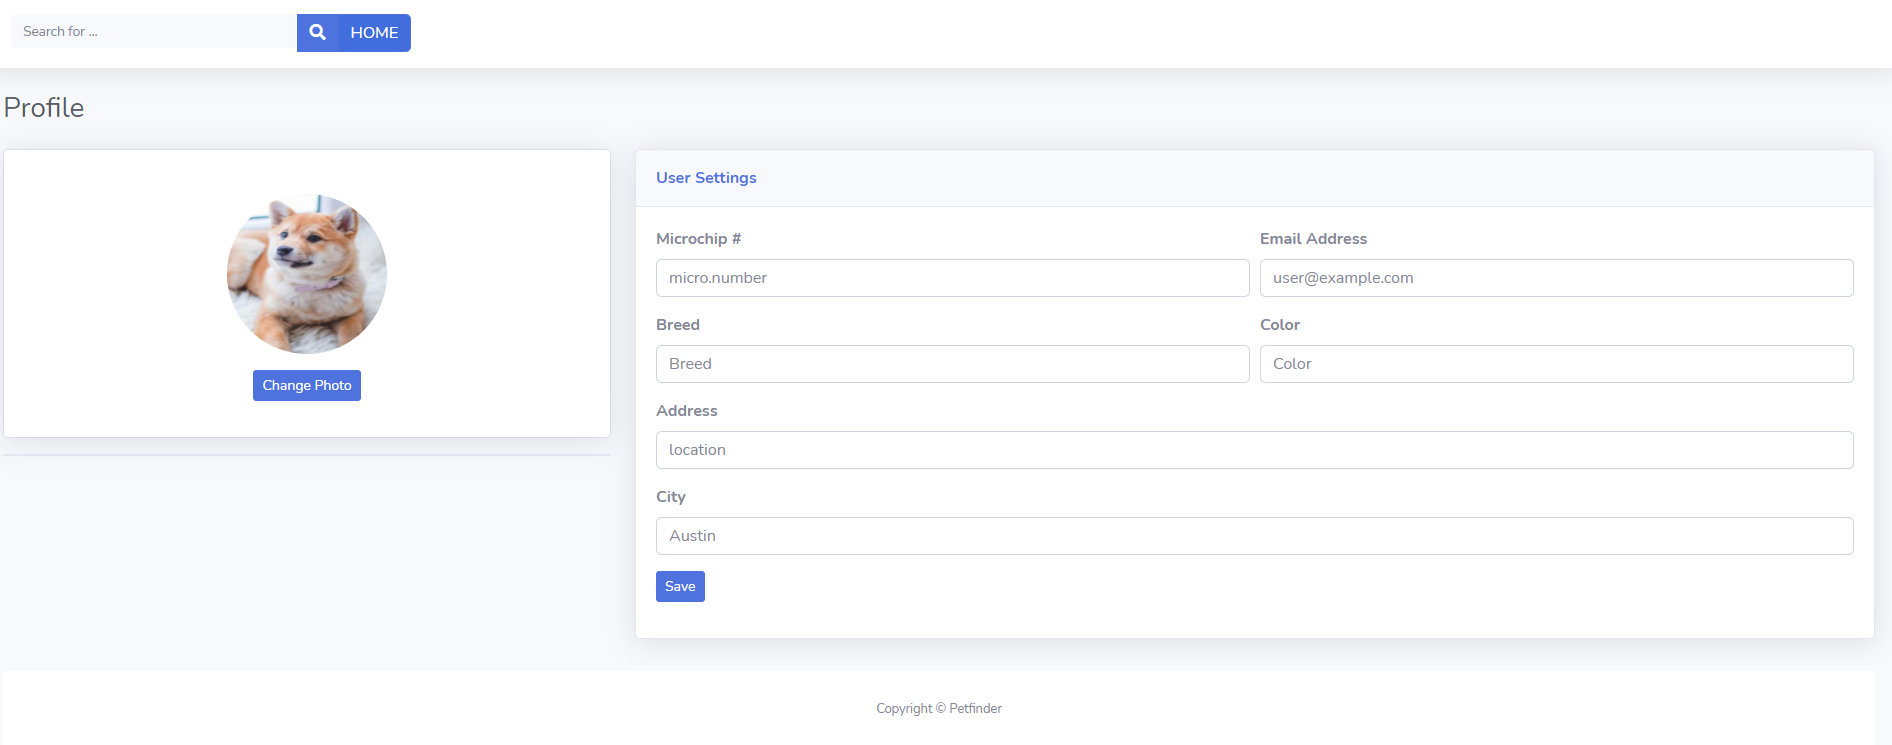 Search for ...
HOME
Profile
Change Photo
User Settings
Microchip #
Email Address
micro.number
user@example.com
Breed
Color
Breed
Color
Address
location
City
Austin
Save
Copyright © Petfinder